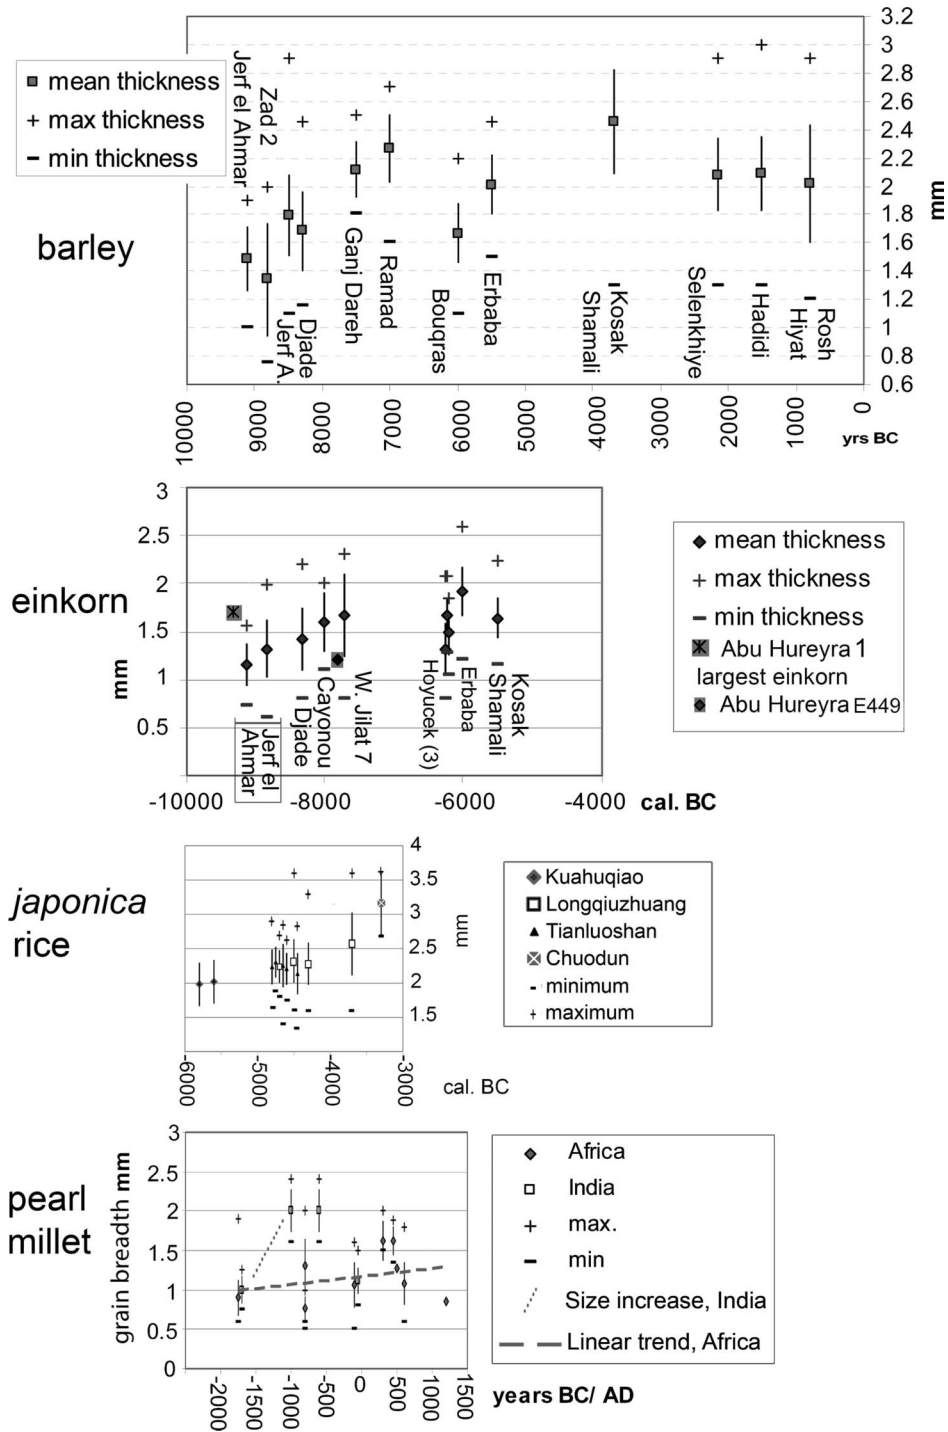 mean thickness
max thickness
min thickness
barley
Jerf el Ahmar
Zad 2
Jerf A.
Djade
Ganj Dareh
Ramad
Bouqras
Erbaba
Kosak
Shamali
Selenkhiye
Hadidi
Rosh
Hiyat
3.2
3
2.8
2.6
2.4
2.2
2
1.8
1.6
1.4
1.2
1
0.8
0.6
mm
10000
9000
8000
7000
6000
5000
4000
3000
2000
1000
0
yrs BC
einkorn
3
2.5
2
1.5
1
0.5
mm
Jerf el
Ahmar
Djade
Cayonou
W. Jilat 7
Hoyucek (3)
Erbaba
Kosak
Shamali
-10000
-8000
-6000
-4000
cal. BC
mean thickness
max thickness
min thickness
Abu Hureyra 1
largest einkorn
Abu Hureyra E449
japonica
rice
4
3.5
3
2.5
2
1.5
mm
-6000
-5000
-4000
-3000
cal. BC
Kuahuqiao
Longqiuzhuang
Tianluoshan
Chuodun
minimum
maximum
pearl
millet
grain breadth mm
3
2.5
2
1.5
1
0.5
0
-2000
-1500
-1000
-500
0
500
1000
1500
years BC/ AD
Africa
India
max.
min
Size increase, India
Linear trend, Africa